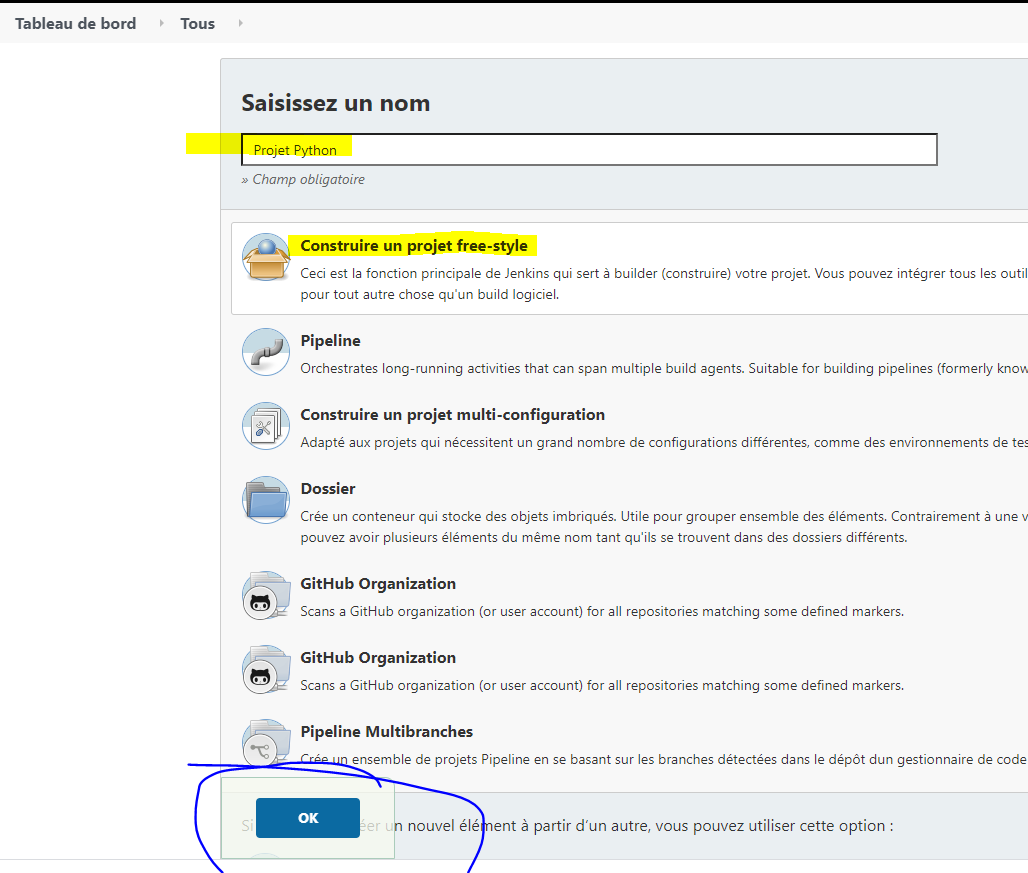 Tableau de bord
Tous
Saisissez un nom
Projet Python
» Champ obligatoire
Construire un projet free-style
Ceci est la fonction principale de Jenkins qui sert à builder (construire) votre projet. Vous pouvez intégrer tous les outil
pour tout autre chose qu'un build logiciel.
Pipeline
Orchestrates long-running activities that can span multiple build agents. Suitable for building pipelines (formerly know
Construire un projet multi-configuration
Adapté aux projets qui nécessitent un grand nombre de configurations différentes, comme des environnements de tes
Dossier
Crée un conteneur qui stocke des objets imbriqués. Utile pour grouper ensemble des éléments. Contrairement à une v
pouvez avoir plusieurs éléments du même nom tant qu'ils se trouvent dans des dossiers différents.
GitHub Organization
Scans a GitHub organization (or user account) for all repositories matching some defined markers.
GitHub Organization
Scans a GitHub organization (or user account) for all repositories matching some defined markers.
Pipeline Multibranches
Crée un ensemble de projets Pipeline en se basant sur les branches détectées dans le dépôt dun gestionnaire de code
OK
Si éer un nouvel élément à partir d'un autre, vous pouvez utiliser cette option :